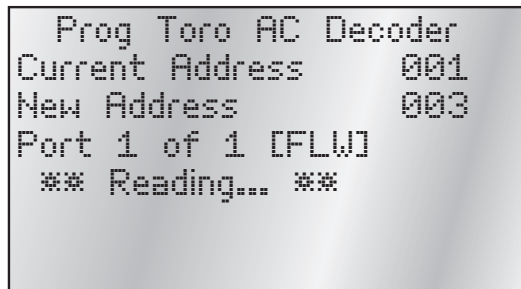 Prog Toro AC Decoder
Current Address 001
New Address 003
Port 1 of 1 [FLW]
** Reading... **